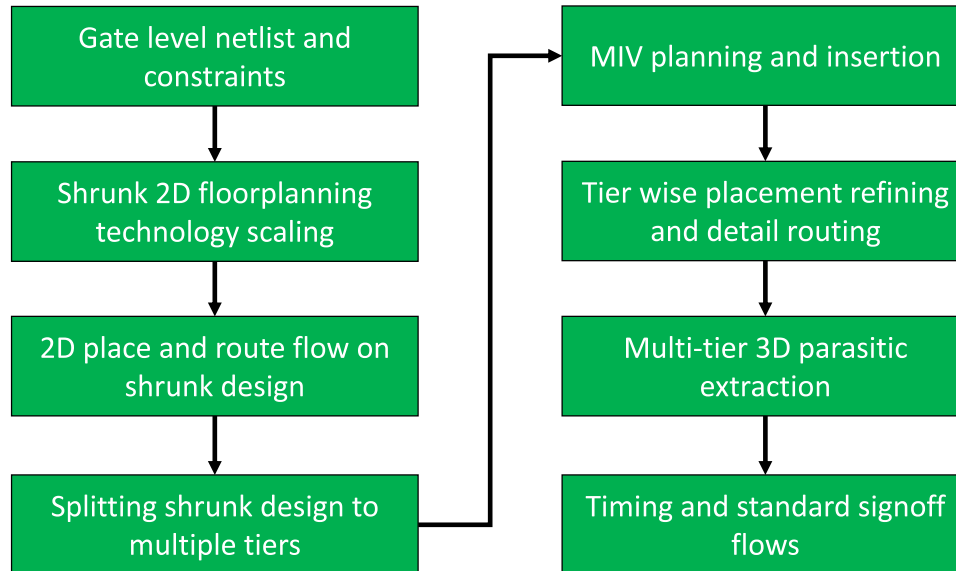 Gate level netlist and
constraints
Shrunk 2D floorplanning
technology scaling
2D place and route flow on
shrunk design
Splitting shrunk design to
multiple tiers
MIV planning and insertion
Tier wise placement refining
and detail routing
Multi-tier 3D parasitic
extraction
Timing and standard signoff
flows